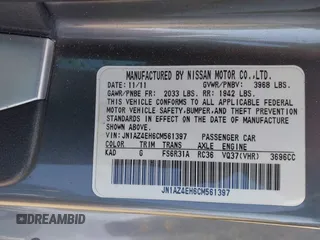 MANUFACTURED BY NISSAN MOTOR CO.,LTD.
DATE: 11/11 GVWR/PNBV: 3968 LBS.
GAWR/PNBE FR: 2033 LBS. RR: 1942 LBS.
THIS VEHICLE CONFORMS TO ALL APPLICABLE
FEDERAL MOTOR VEHICLE SAFETY, BUMPER,
AND THEFT PREVENTION STANDARDS IN
EFFECT ON THE DATE OF MANUFACTURE
SHOWN ABOVE.
VIN:JN1AZ4EH6CM561397 PASSENGER CAR
COLOR TRIM TRANS AXLE ENGINE
KAD G FS6R31A RC36 VQ37(VHR) 3696CC
JN1AZ4EH6CM561397
DREAMBID